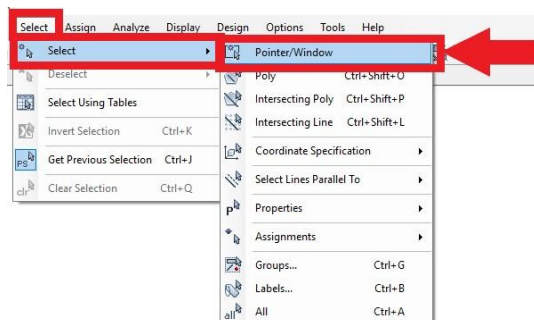 Select Assign Analyze Display Design Options Tools Help
Select
Deselect
Select Using Tables
Invert Selection Ctrl+K
PS Get Previous Selection Ctrl+J
clr Clear Selection Ctrl+Q
Pointer/Window
Poly Ctrl+Shift+O
Intersecting Poly Ctrl+Shift+P
Intersecting Line Ctrl+Shift+L
Coordinate Specification
Select Lines Parallel To
P Properties
Assignments
Groups... Ctrl+G
Labels... Ctrl+B
all All Ctrl+A